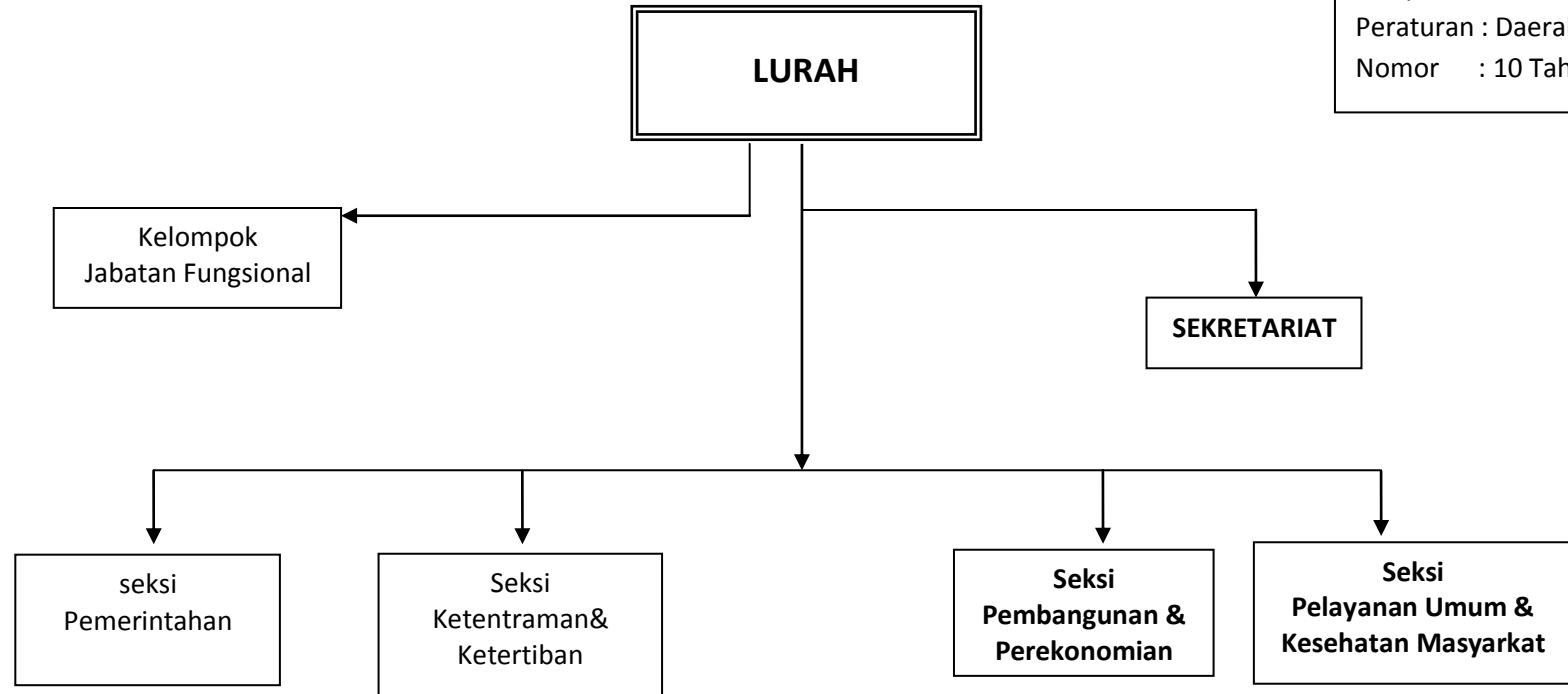 Peraturan : Daera
Nomor : 10 Tah
LURAH
Kelompok
Jabatan Fungsional
SEKRETARIAT
seksi
Pemerintahan
Seksi
Ketentraman&
Ketertiban
Seksi
Pembangunan &
Perekonomian
Seksi
Pelayanan Umum &
Kesehatan Masyarkat